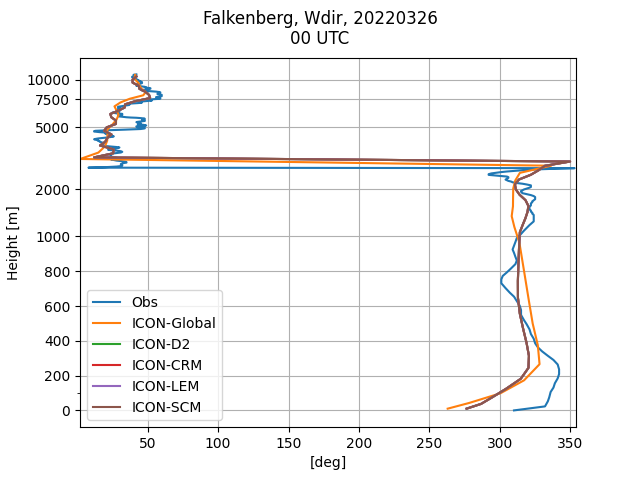 Falkenberg, Wdir, 20220326
00 UTC
10000
7500
5000
2000
1000
800
600
400
200
0
Height [m]
Obs
ICON-Global
ICON-D2
ICON-CRM
ICON-LEM
ICON-SCM
50 100 150 200 250 300 350
[deg]